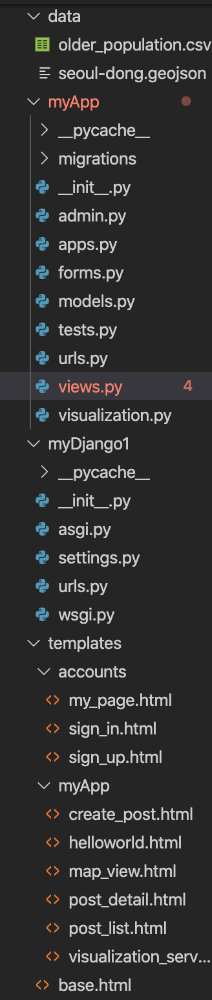 data
older_population.csv
seoul-dong.geojson
myApp
__pycache__
migrations
__init__.py
admin.py
apps.py
forms.py
models.py
tests.py
urls.py
views.py 4
visualization.py
myDjango1
__pycache__
__init__.py
asgi.py
settings.py
urls.py
wsgi.py
templates
accounts
my_page.html
sign_in.html
sign_up.html
myApp
create_post.html
helloworld.html
map_view.html
post_detail.html
post_list.html
visualization_serv...
base.html